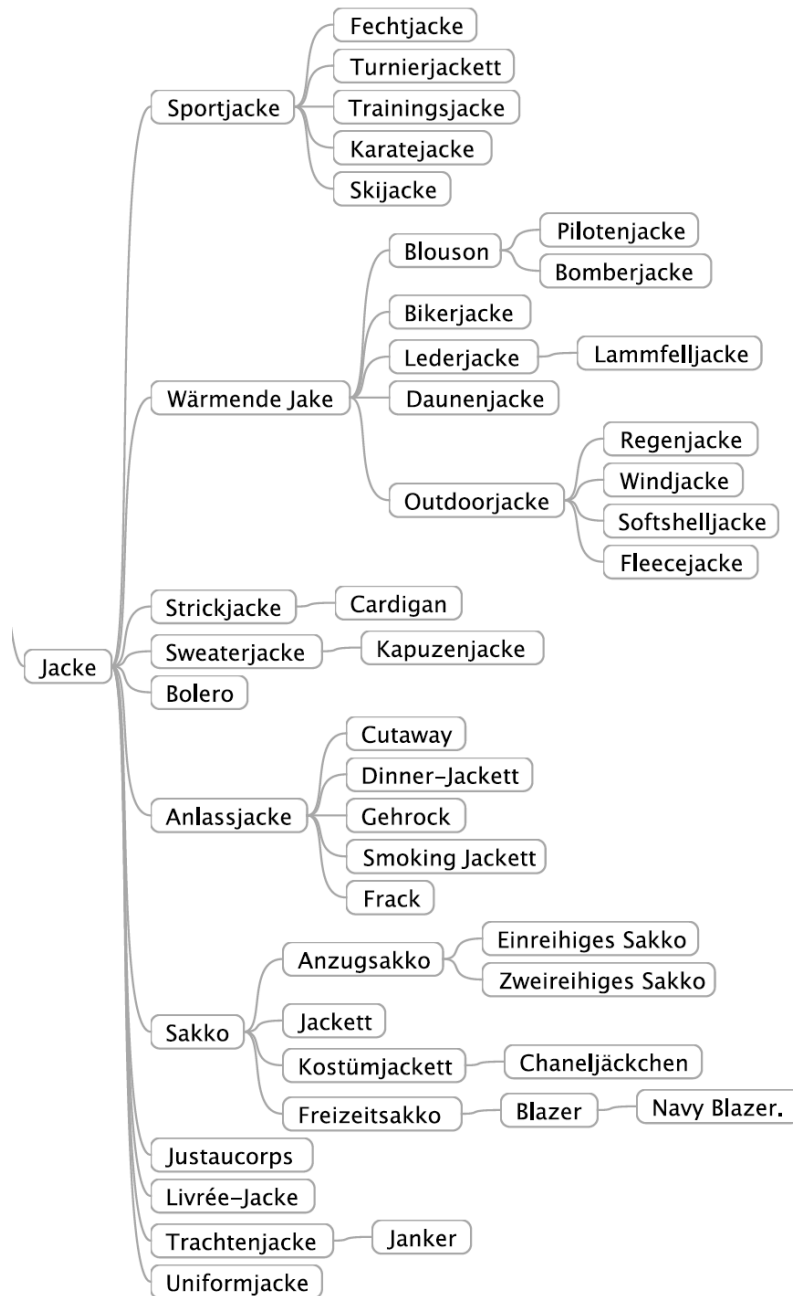 Jacke
Sportjacke
Fechtjacke
Turnierjackett
Trainingsjacke
Karatejacke
Skijacke
Wärmende Jake
Blouson
Pilotenjacke
Bomberjacke
Bikerjacke
Lederjacke
Lammfelljacke
Daunenjacke
Outdoorjacke
Regenjacke
Windjacke
Softshelljacke
Fleecejacke
Strickjacke
Cardigan
Sweaterjacke
Kapuzenjacke
Bolero
Anlassjacke
Cutaway
Dinner-Jackett
Gehrock
Smoking Jackett
Frack
Sakko
Anzugsakko
Einreihiges Sakko
Zweireihiges Sakko
Jackett
Kostümjackett
Chaneljäckchen
Freizeitsakko
Blazer
Navy Blazer.
Justaucorps
Livrée-Jacke
Trachtenjacke
Janker
Uniformjacke